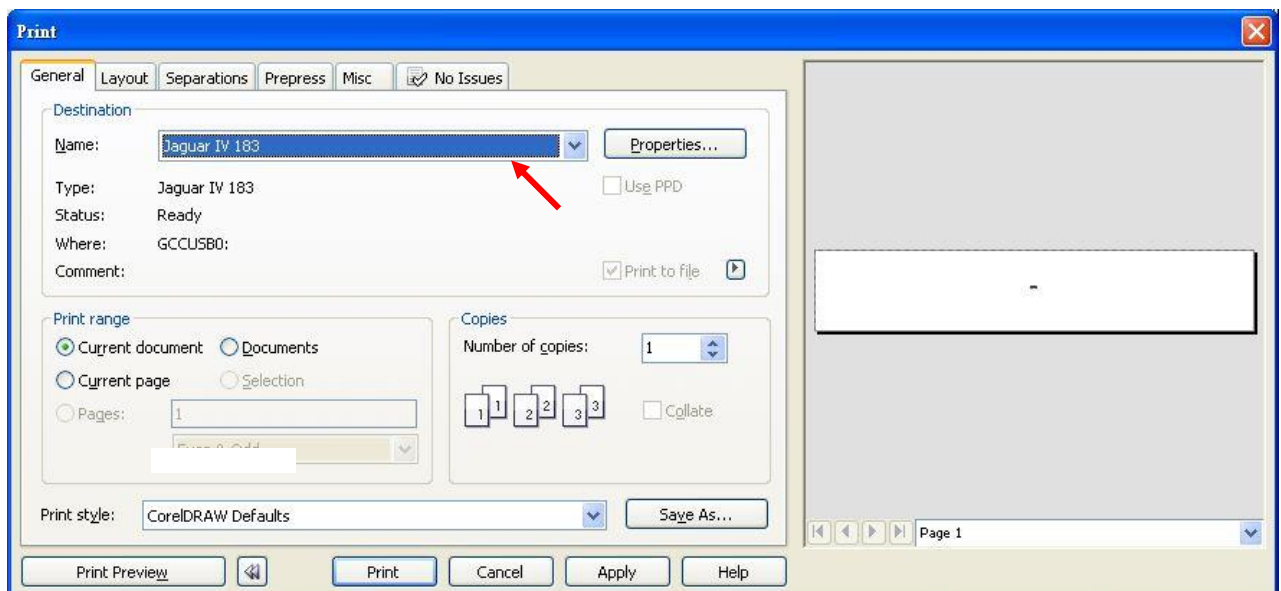 Print
General Layout Separations Prepress Misc No Issues
Destination
Name: Jaguar IV 183 Properties...
Type: Jaguar IV 183 Use PPD
Status: Ready
Where: GCCUSB0:
Comment: Print to file
Print range
Current document Documents
Current page Selection
Pages: 1
Copies
Number of copies: 1
1 1 2 2 3 3
Collate
Print style: CorelDRAW Defaults Save As...
Page 1
Print Preview Print Cancel Apply Help